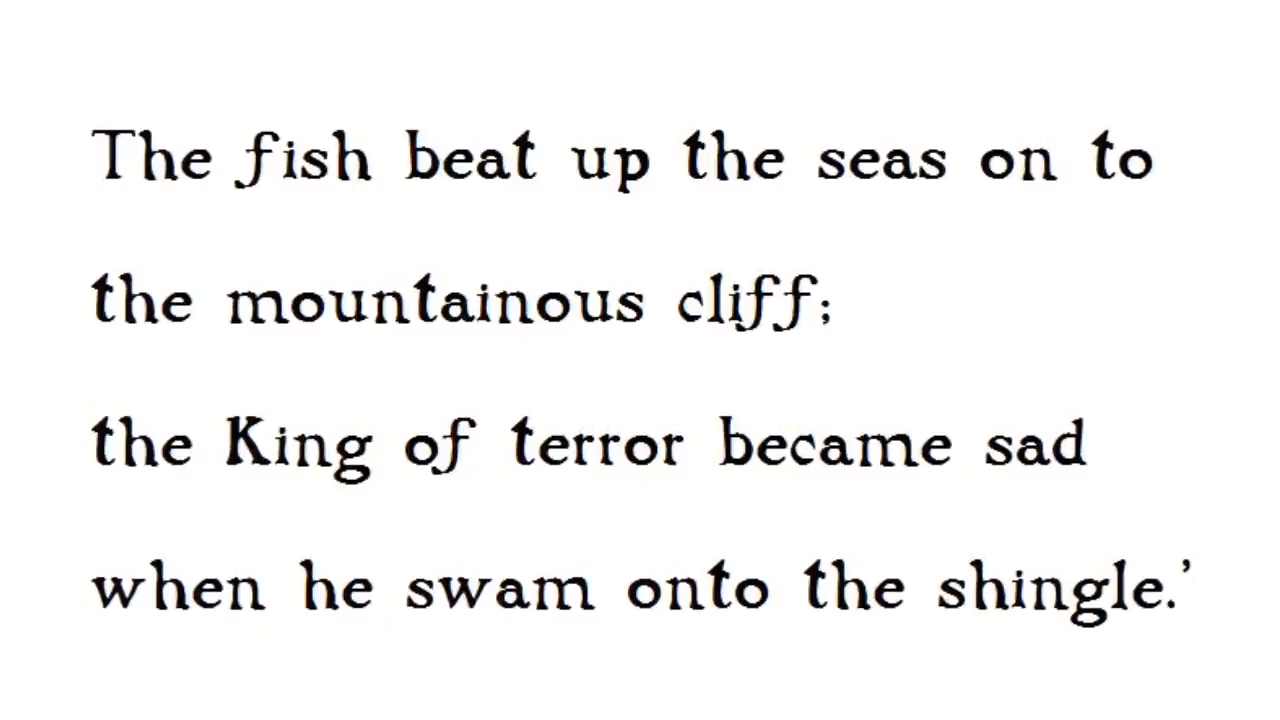 The fish beat up the seas on to
the mountainous cliff;
the King of terror became sad
when he swam onto the shingle.’